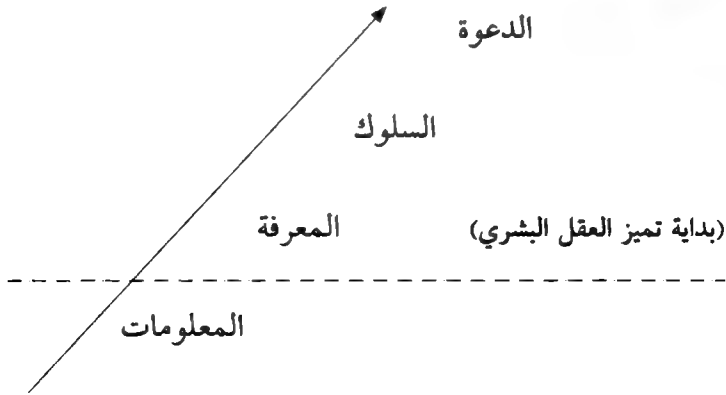 الدعوة
السلوك
المعرفة (بداية تميز العقل البشري)
المعلومات